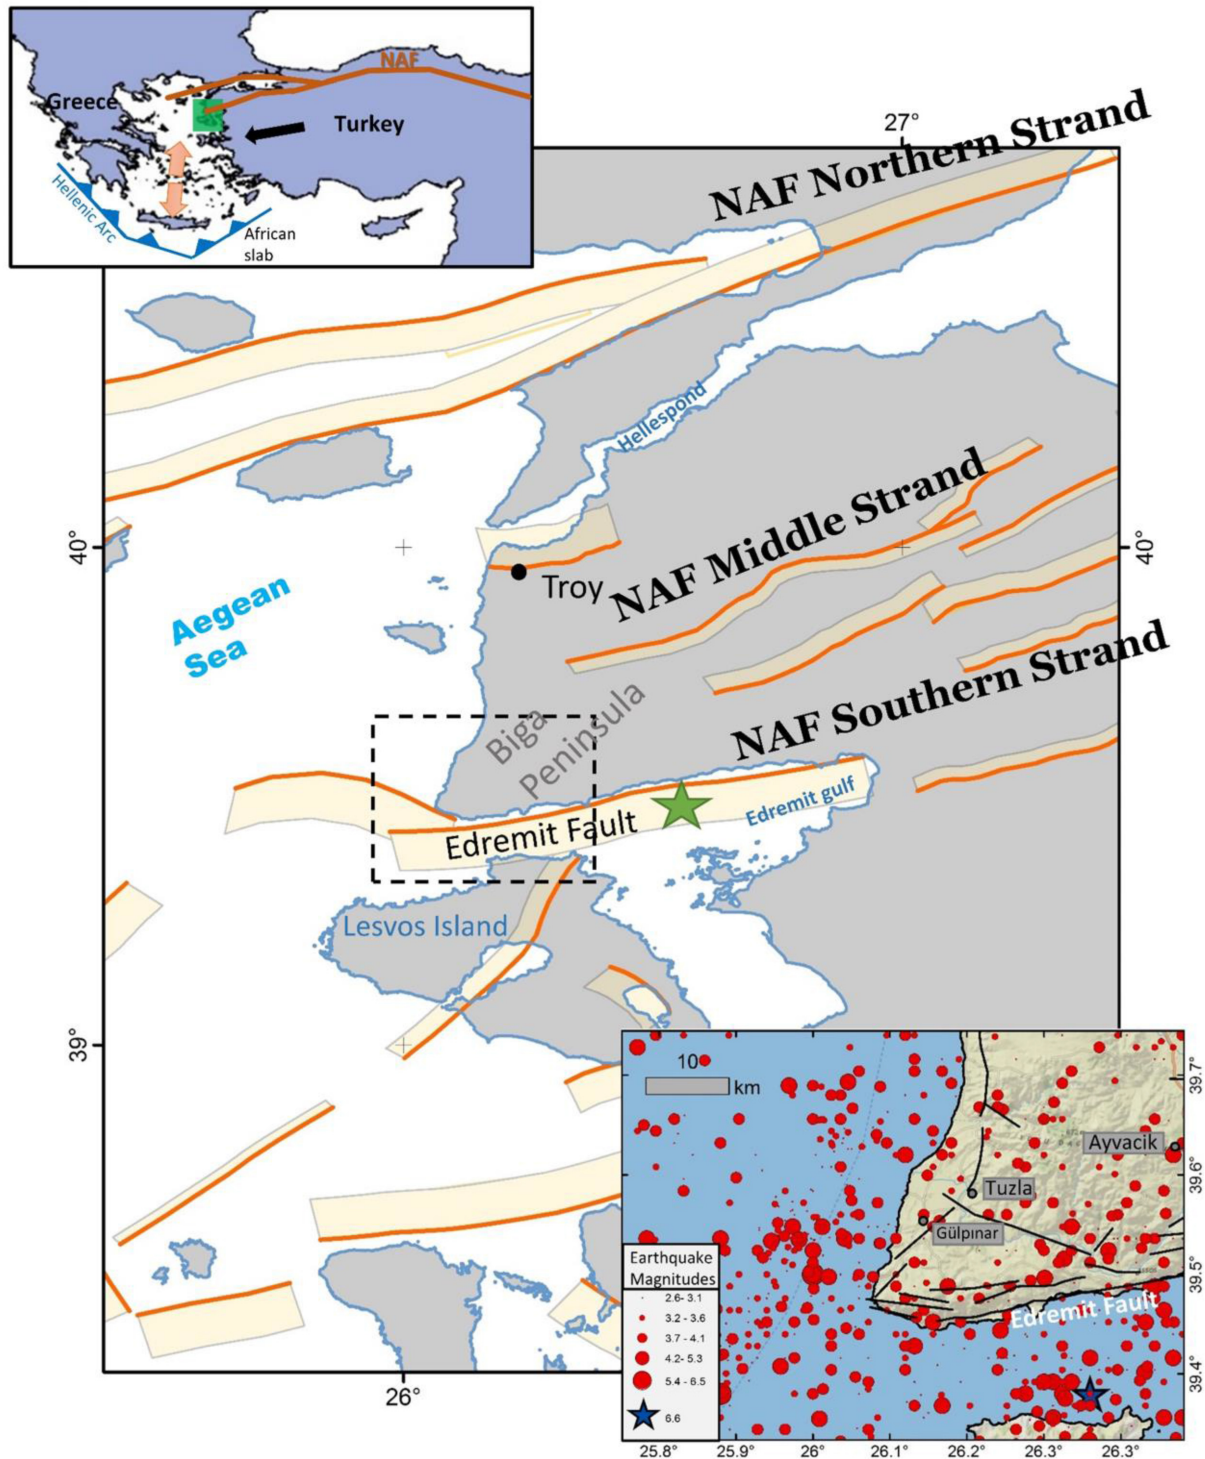 NAF
Greece
Turkey
Hellenic Arc
African
slab
27°
NAF Northern Strand
Hellespond
40°
40°
NAF Middle Strand
Troy
Aegean
Sea
NAF Southern Strand
Biga
Peninsula
Edremit gulf
Edremit Fault
Lesvos Island
39°
26°
10
km
39.7°
Ayvacik
39.6°
Tuzla
Gülpınar
39.5°
Edremit Fault
39.4°
Earthquake
Magnitudes
2.6- 3.1
3.2 - 3.6
3.7 - 4.1
4.2- 5.3
5.4 - 6.5
6.6
25.8°
25.9°
26°
26.1°
26.2°
26.3°
26.3°